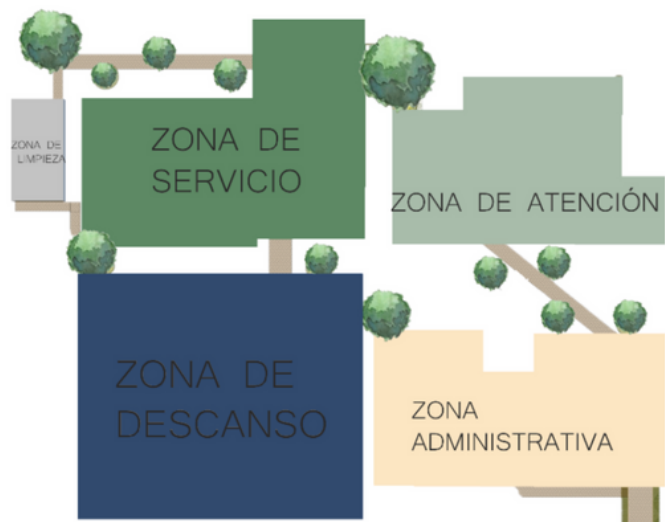 ZONA DE
LIMPIEZA
ZONA DE
SERVICIO
ZONA DE ATENCIÓN
ZONA DE
DESCANSO
ZONA
ADMINISTRATIVA